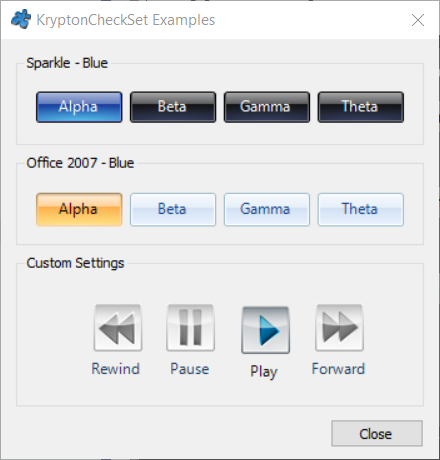 KryptonCheckSet Examples
Sparkle - Blue
Alpha Beta Gamma Theta
Office 2007 - Blue
Alpha Beta Gamma Theta
Custom Settings
Rewind Pause Play Forward
Close